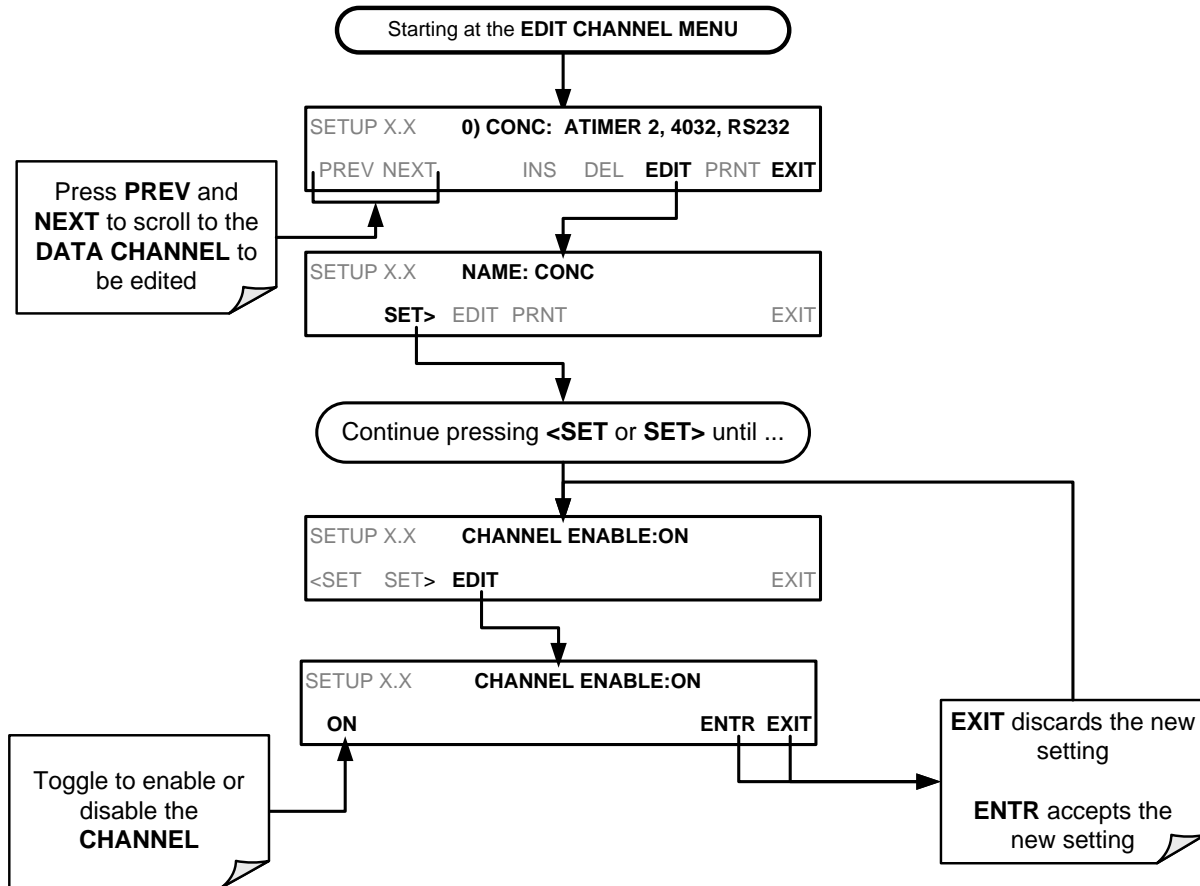 Starting at the EDIT CHANNEL MENU
SETUP X.X 0) CONC: ATIMER 2, 4032, RS232
PREV NEXT INS DEL EDIT PRNT EXIT
Press PREV and
NEXT to scroll to the
DATA CHANNEL to
be edited
SETUP X.X NAME: CONC
SET> EDIT PRNT EXIT
Continue pressing <SET or SET> until ...
SETUP X.X CHANNEL ENABLE:ON
<SET SET> EDIT EXIT
SETUP X.X CHANNEL ENABLE:ON
ON ENTR EXIT
Toggle to enable or
disable the
CHANNEL
EXIT discards the new
setting
ENTR accepts the
new setting